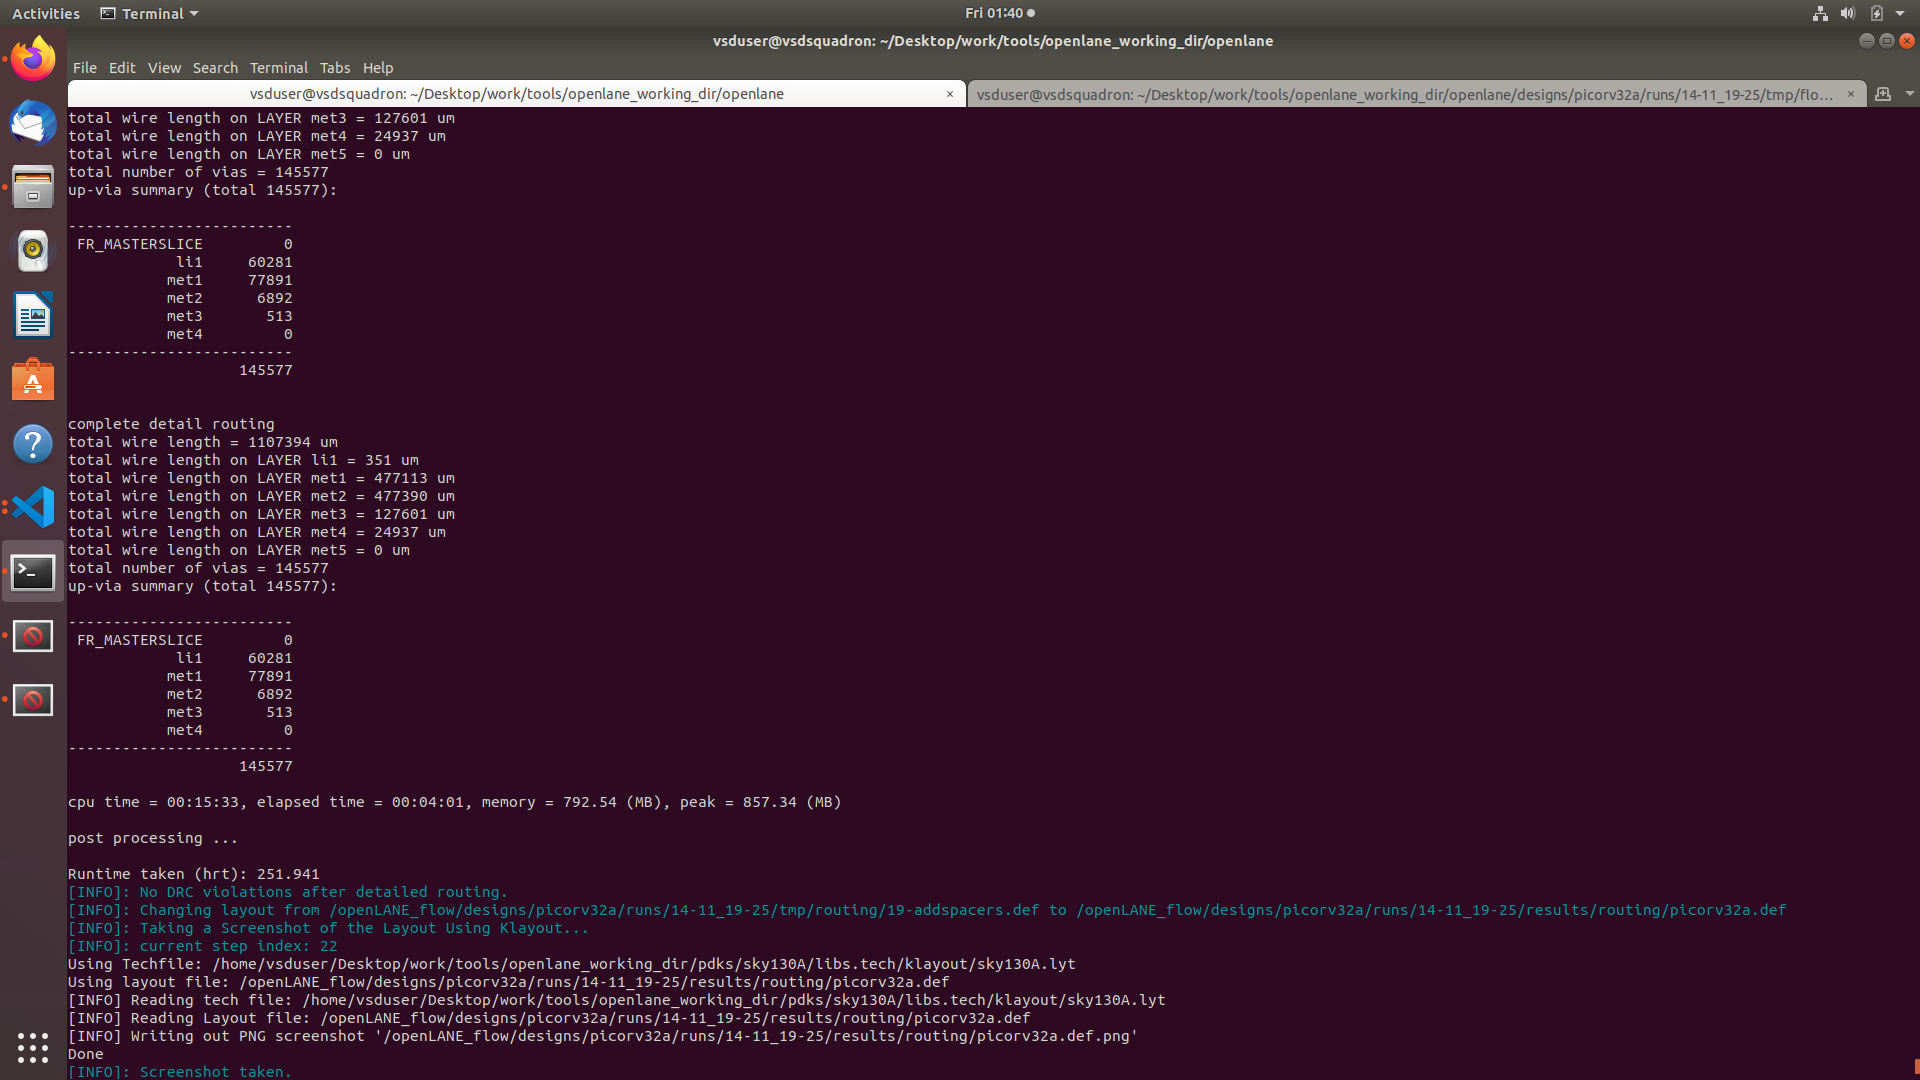 Activities Terminal Fri 01:40
vsduser@vsdsquadron: ~/Desktop/work/tools/openlane_working_dir/openlane
File Edit View Search Terminal Tabs Help
vsduser@vsdsquadron: ~/Desktop/work/tools/openlane_working_dir/openlane × vsduser@vsdsquadron: ~/Desktop/work/tools/openlane_working_dir/openlane/designs/picorv32a/runs/14-11_19-25/tmp/flo... ×
total wire length on LAYER met3 = 127601 um
total wire length on LAYER met4 = 24937 um
total wire length on LAYER met5 = 0 um
total number of vias = 145577
up-via summary (total 145577):
-------------------------
FR_MASTERSLICE 0
li1 60281
met1 77891
met2 6892
met3 513
met4 0
-------------------------
145577
complete detail routing
total wire length = 1107394 um
total wire length on LAYER li1 = 351 um
total wire length on LAYER met1 = 477113 um
total wire length on LAYER met2 = 477390 um
total wire length on LAYER met3 = 127601 um
total wire length on LAYER met4 = 24937 um
total wire length on LAYER met5 = 0 um
total number of vias = 145577
up-via summary (total 145577):
-------------------------
FR_MASTERSLICE 0
li1 60281
met1 77891
met2 6892
met3 513
met4 0
-------------------------
145577
cpu time = 00:15:33, elapsed time = 00:04:01, memory = 792.54 (MB), peak = 857.34 (MB)
post processing ...
Runtime taken (hrt): 251.941
[INFO]: No DRC violations after detailed routing.
[INFO]: Changing layout from /openLANE_flow/designs/picorv32a/runs/14-11_19-25/tmp/routing/19-addspacers.def to /openLANE_flow/designs/picorv32a/runs/14-11_19-25/results/routing/picorv32a.def
[INFO]: Taking a Screenshot of the Layout Using Klayout...
[INFO]: current step index: 22
Using Techfile: /home/vsduser/Desktop/work/tools/openlane_working_dir/pdks/sky130A/libs.tech/klayout/sky130A.lyt
Using layout file: /openLANE_flow/designs/picorv32a/runs/14-11_19-25/results/routing/picorv32a.def
[INFO] Reading tech file: /home/vsduser/Desktop/work/tools/openlane_working_dir/pdks/sky130A/libs.tech/klayout/sky130A.lyt
[INFO] Reading Layout file: /openLANE_flow/designs/picorv32a/runs/14-11_19-25/results/routing/picorv32a.def
[INFO] Writing out PNG screenshot '/openLANE_flow/designs/picorv32a/runs/14-11_19-25/results/routing/picorv32a.def.png'
Done
[INFO]: Screenshot taken.